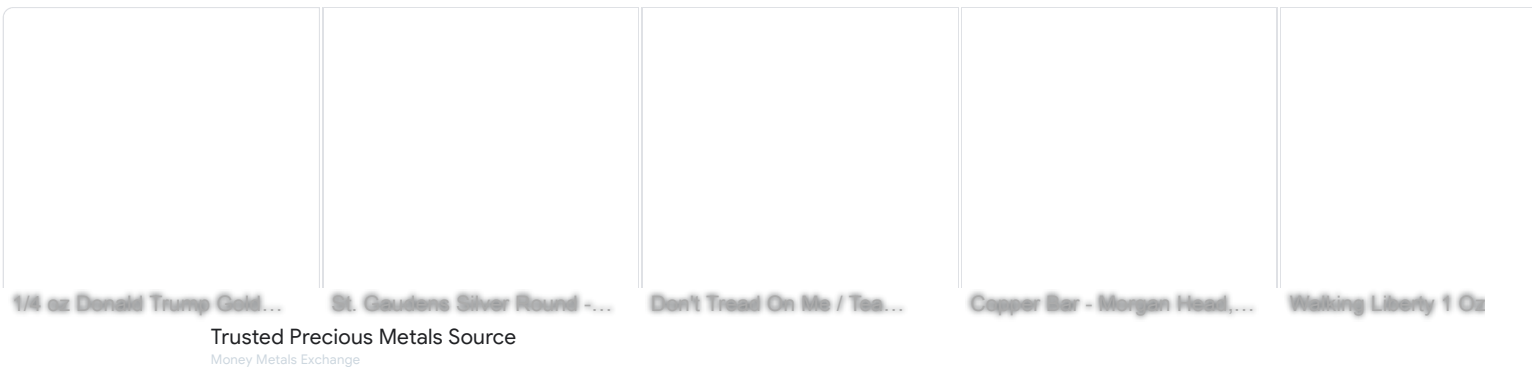 1/4 oz Donald Trump Gold...
St. Gaudens Silver Round -...
Don't Tread On Me / Tea...
Copper Bar - Morgan Head,...
Walking Liberty 1 Oz
Trusted Precious Metals Source
Money Metals Exchange